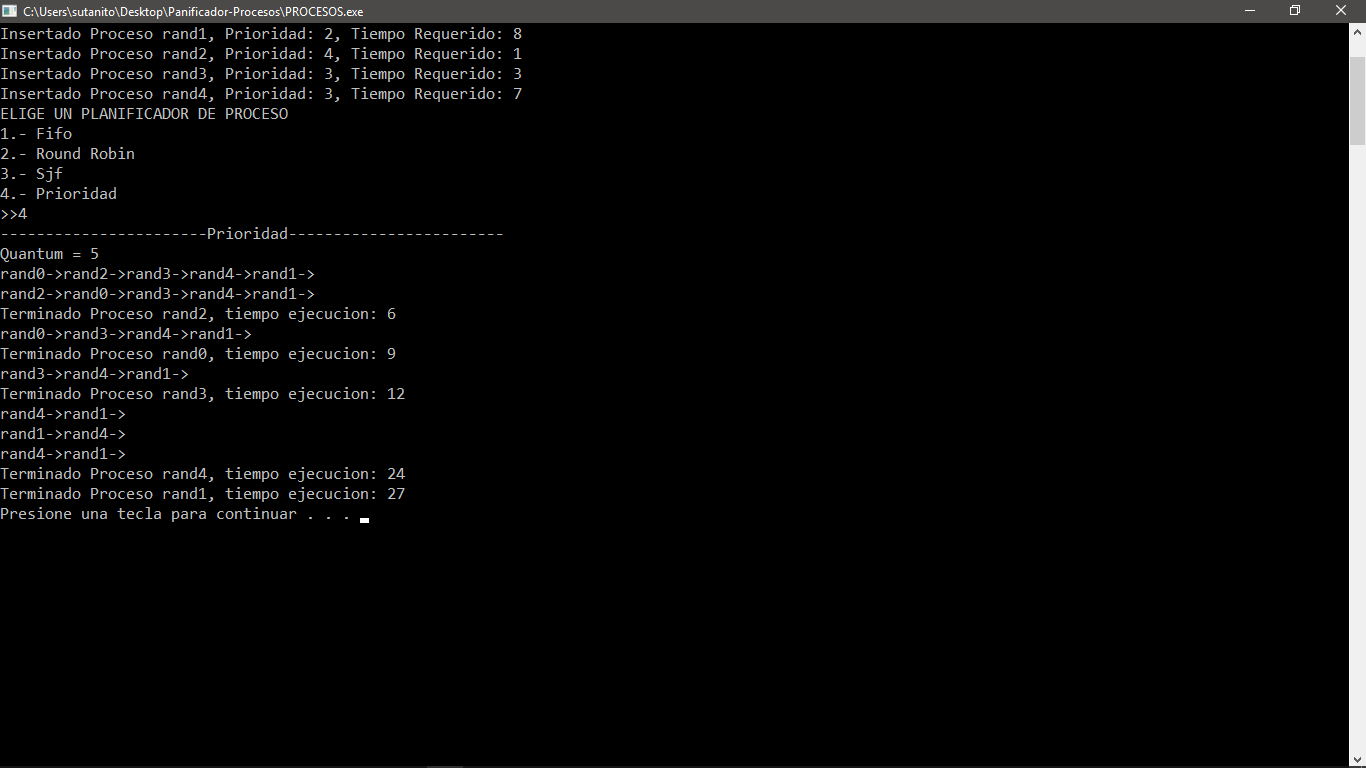 C:\Users\sutanito\Desktop\Panificador-Procesos\PROCESOS.exe
Insertado Proceso rand1, Prioridad: 2, Tiempo Requerido: 8
Insertado Proceso rand2, Prioridad: 4, Tiempo Requerido: 1
Insertado Proceso rand3, Prioridad: 3, Tiempo Requerido: 3
Insertado Proceso rand4, Prioridad: 3, Tiempo Requerido: 7
ELIGE UN PLANIFICADOR DE PROCESO
1.- Fifo
2.- Round Robin
3.- Sjf
4.- Prioridad
>>4
-----------------------Prioridad------------------------
Quantum = 5
rand0->rand2->rand3->rand4->rand1->
rand2->rand0->rand3->rand4->rand1->
Terminado Proceso rand2, tiempo ejecucion: 6
rand0->rand3->rand4->rand1->
Terminado Proceso rand0, tiempo ejecucion: 9
rand3->rand4->rand1->
Terminado Proceso rand3, tiempo ejecucion: 12
rand4->rand1->
rand1->rand4->
rand4->rand1->
Terminado Proceso rand4, tiempo ejecucion: 24
Terminado Proceso rand1, tiempo ejecucion: 27
Presione una tecla para continuar . . .